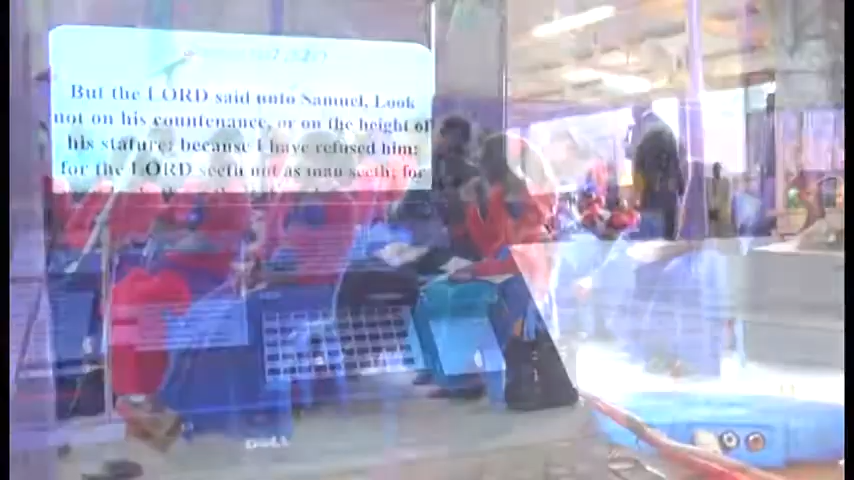 But the LORD said unto Samuel, Look
not on his countenance, or on the height of
his stature; because I have refused him:
for the LORD seeth not as man seeth; for
DELL